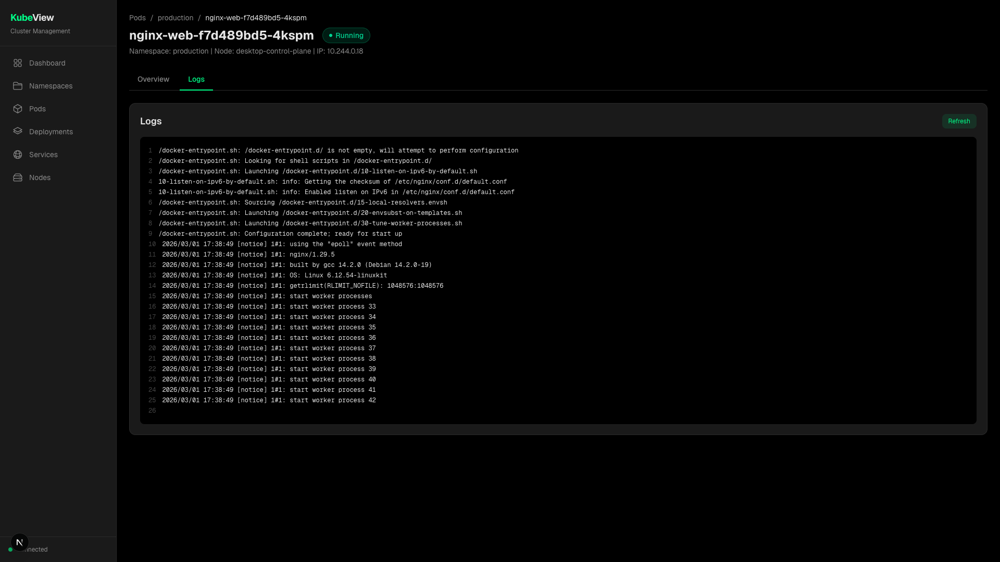 KubeView
Cluster Management
Dashboard
Namespaces
Pods
Deployments
Services
Nodes
N
nnected
Pods / production / nginx-web-f7d489bd5-4kspm
nginx-web-f7d489bd5-4kspm Running
Namespace: production | Node: desktop-control-plane | IP: 10.244.0.18
Overview Logs
Logs Refresh
1 /docker-entrypoint.sh: /docker-entrypoint.d/ is not empty, will attempt to perform configuration
2 /docker-entrypoint.sh: Looking for shell scripts in /docker-entrypoint.d/
3 /docker-entrypoint.sh: Launching /docker-entrypoint.d/10-listen-on-ipv6-by-default.sh
4 10-listen-on-ipv6-by-default.sh: info: Getting the checksum of /etc/nginx/conf.d/default.conf
5 10-listen-on-ipv6-by-default.sh: info: Enabled listen on IPv6 in /etc/nginx/conf.d/default.conf
6 /docker-entrypoint.sh: Sourcing /docker-entrypoint.d/15-local-resolvers.envsh
7 /docker-entrypoint.sh: Launching /docker-entrypoint.d/20-envsubst-on-templates.sh
8 /docker-entrypoint.sh: Launching /docker-entrypoint.d/30-tune-worker-processes.sh
9 /docker-entrypoint.sh: Configuration complete; ready for start up
10 2026/03/01 17:38:49 [notice] 1#1: using the "epoll" event method
11 2026/03/01 17:38:49 [notice] 1#1: nginx/1.29.5
12 2026/03/01 17:38:49 [notice] 1#1: built by gcc 14.2.0 (Debian 14.2.0-19)
13 2026/03/01 17:38:49 [notice] 1#1: OS: Linux 6.12.54-linuxkit
14 2026/03/01 17:38:49 [notice] 1#1: getrlimit(RLIMIT_NOFILE): 1048576:1048576
15 2026/03/01 17:38:49 [notice] 1#1: start worker processes
16 2026/03/01 17:38:49 [notice] 1#1: start worker process 33
17 2026/03/01 17:38:49 [notice] 1#1: start worker process 34
18 2026/03/01 17:38:49 [notice] 1#1: start worker process 35
19 2026/03/01 17:38:49 [notice] 1#1: start worker process 36
20 2026/03/01 17:38:49 [notice] 1#1: start worker process 37
21 2026/03/01 17:38:49 [notice] 1#1: start worker process 38
22 2026/03/01 17:38:49 [notice] 1#1: start worker process 39
23 2026/03/01 17:38:49 [notice] 1#1: start worker process 40
24 2026/03/01 17:38:49 [notice] 1#1: start worker process 41
25 2026/03/01 17:38:49 [notice] 1#1: start worker process 42
26